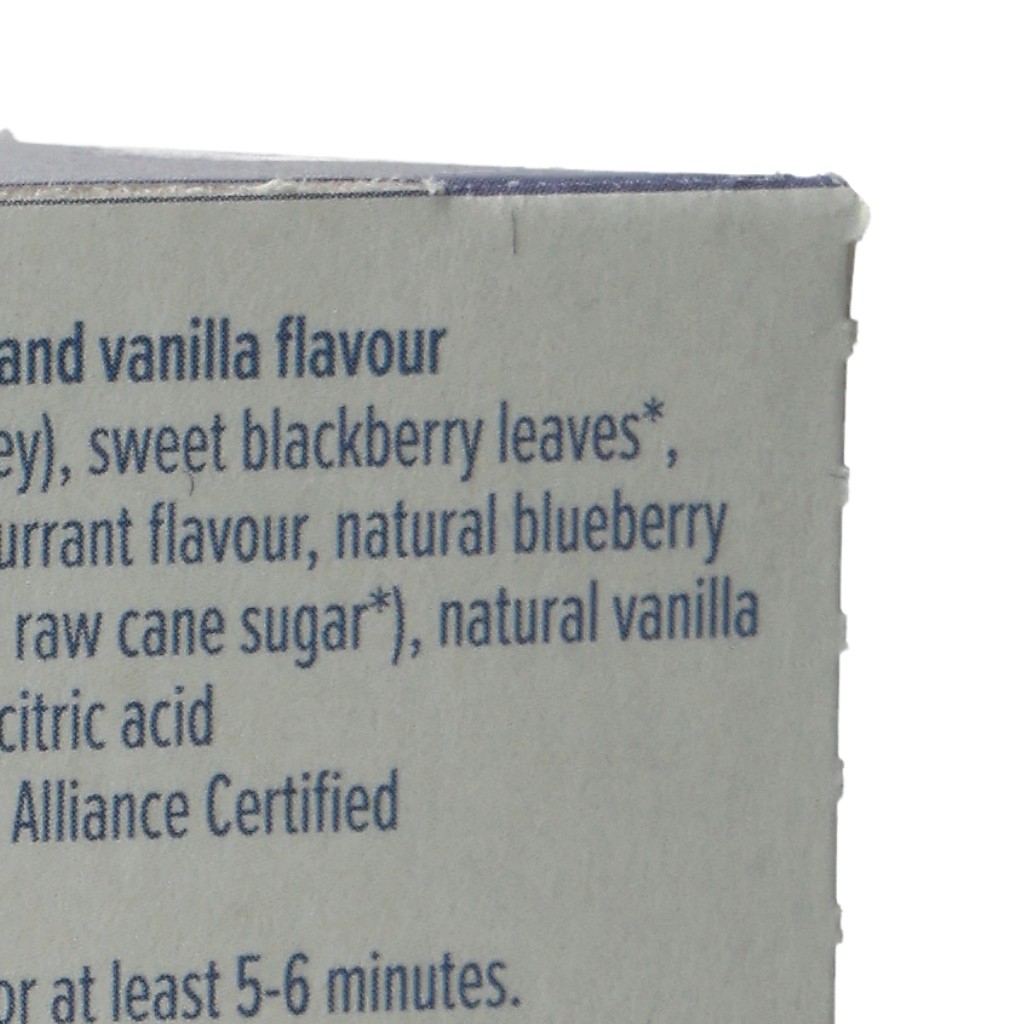 and vanilla flavour
ey), sweet blackberry leaves*,
urrant flavour, natural blueberry
raw cane sugar*), natural vanilla
citric acid
Alliance Certified
or at least 5-6 minutes.